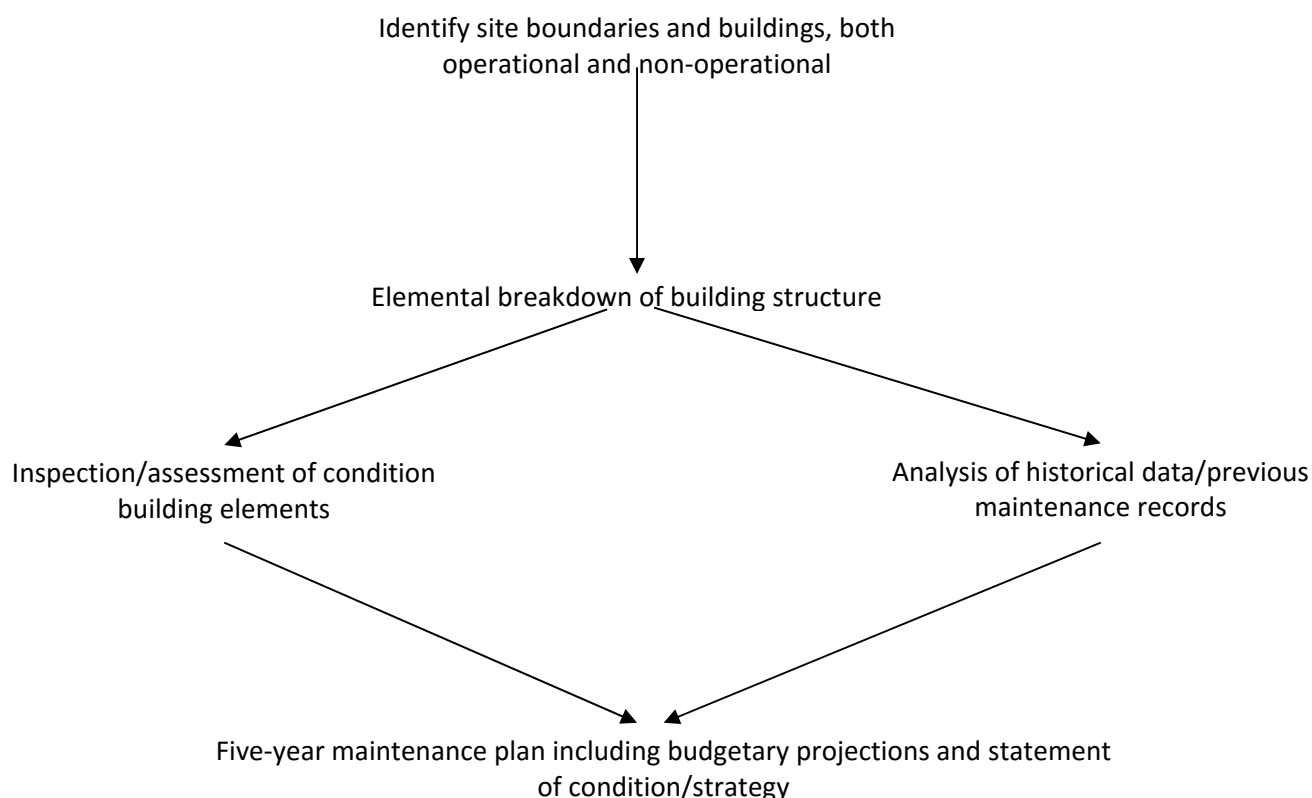 Identify site boundaries and buildings, both
operational and non-operational
Elemental breakdown of building structure
Inspection/assessment of condition
building elements
Analysis of historical data/previous
maintenance records
Five-year maintenance plan including budgetary projections and statement
of condition/strategy